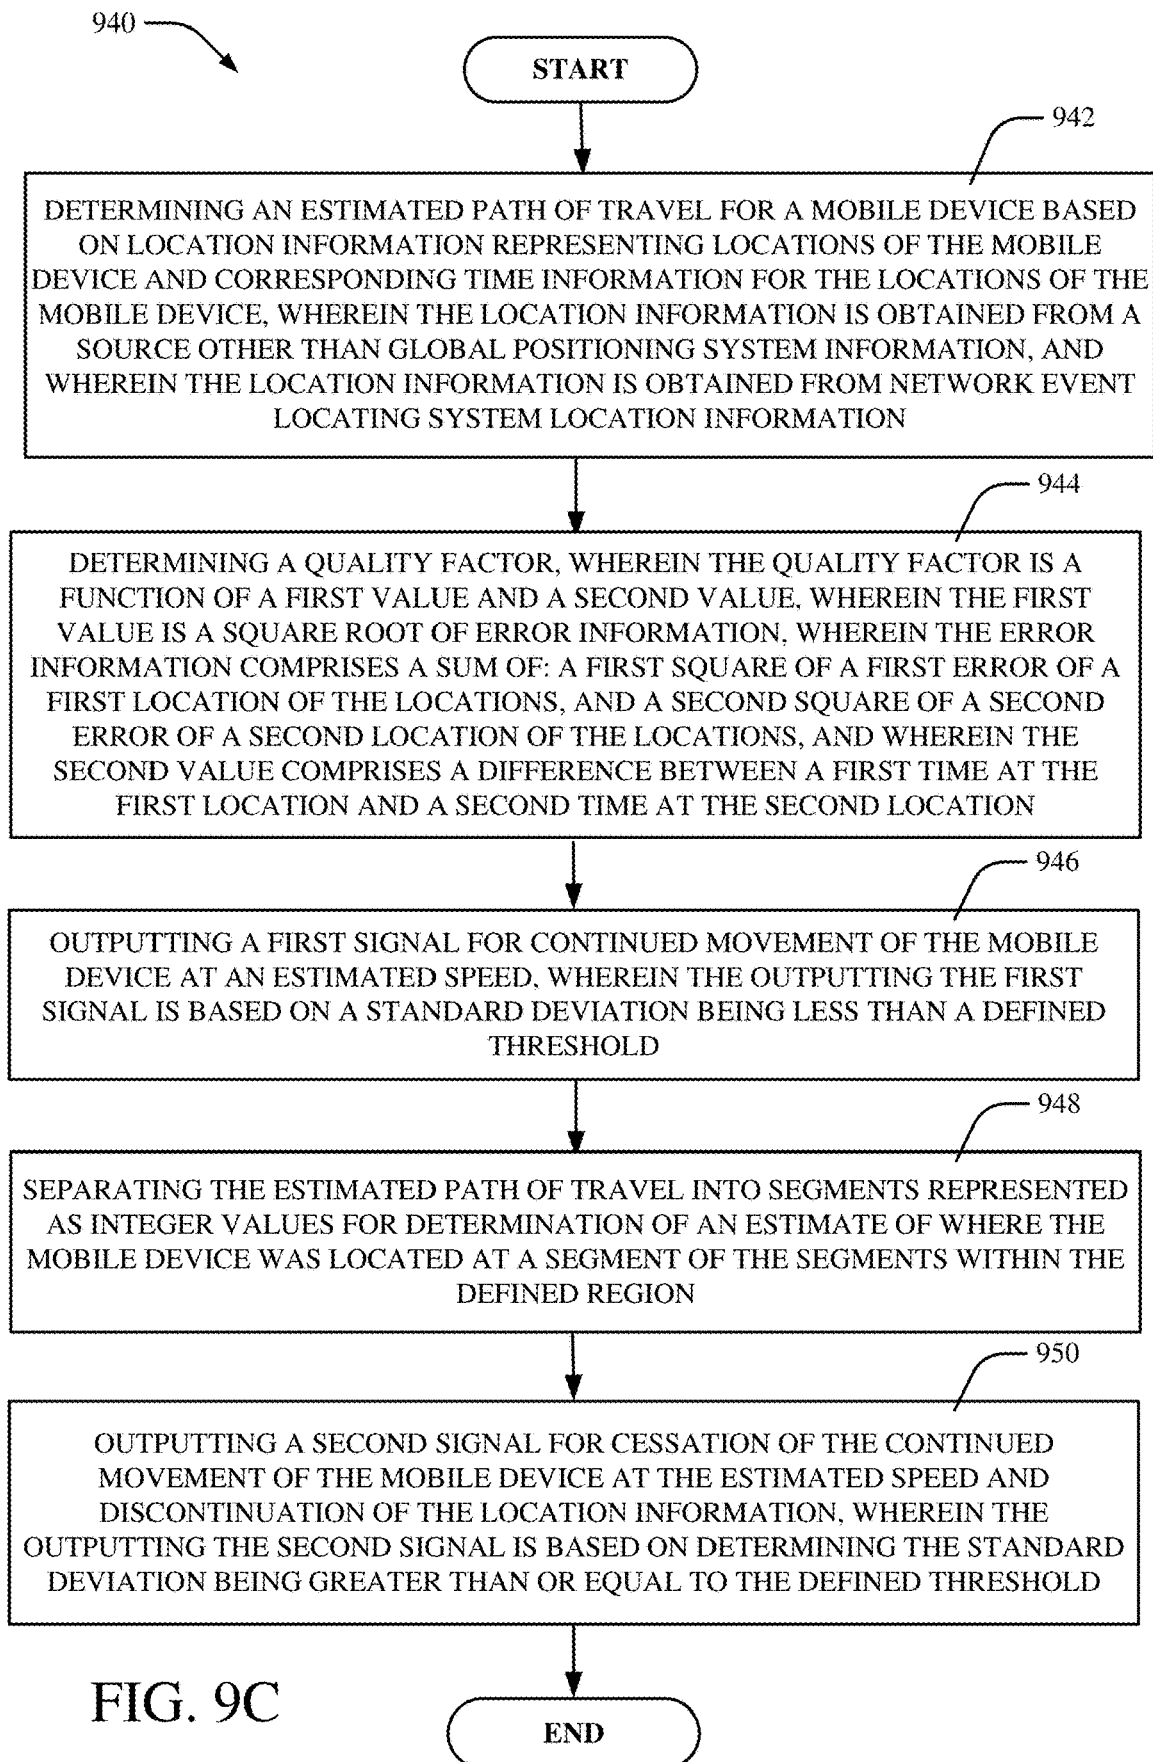 940
START
942
DETERMINING AN ESTIMATED PATH OF TRAVEL FOR A MOBILE DEVICE BASED
ON LOCATION INFORMATION REPRESENTING LOCATIONS OF THE MOBILE
DEVICE AND CORRESPONDING TIME INFORMATION FOR THE LOCATIONS OF THE
MOBILE DEVICE, WHEREIN THE LOCATION INFORMATION IS OBTAINED FROM A
SOURCE OTHER THAN GLOBAL POSITIONING SYSTEM INFORMATION, AND
WHEREIN THE LOCATION INFORMATION IS OBTAINED FROM NETWORK EVENT
LOCATING SYSTEM LOCATION INFORMATION
944
DETERMINING A QUALITY FACTOR, WHEREIN THE QUALITY FACTOR IS A
FUNCTION OF A FIRST VALUE AND A SECOND VALUE, WHEREIN THE FIRST
VALUE IS A SQUARE ROOT OF ERROR INFORMATION, WHEREIN THE ERROR
INFORMATION COMPRISES A SUM OF: A FIRST SQUARE OF A FIRST ERROR OF A
FIRST LOCATION OF THE LOCATIONS, AND A SECOND SQUARE OF A SECOND
ERROR OF A SECOND LOCATION OF THE LOCATIONS, AND WHEREIN THE
SECOND VALUE COMPRISES A DIFFERENCE BETWEEN A FIRST TIME AT THE
FIRST LOCATION AND A SECOND TIME AT THE SECOND LOCATION
946
OUTPUTTING A FIRST SIGNAL FOR CONTINUED MOVEMENT OF THE MOBILE
DEVICE AT AN ESTIMATED SPEED, WHEREIN THE OUTPUTTING THE FIRST
SIGNAL IS BASED ON A STANDARD DEVIATION BEING LESS THAN A DEFINED
THRESHOLD
948
SEPARATING THE ESTIMATED PATH OF TRAVEL INTO SEGMENTS REPRESENTED
AS INTEGER VALUES FOR DETERMINATION OF AN ESTIMATE OF WHERE THE
MOBILE DEVICE WAS LOCATED AT A SEGMENT OF THE SEGMENTS WITHIN THE
DEFINED REGION
950
OUTPUTTING A SECOND SIGNAL FOR CESSATION OF THE CONTINUED
MOVEMENT OF THE MOBILE DEVICE AT THE ESTIMATED SPEED AND
DISCONTINUATION OF THE LOCATION INFORMATION, WHEREIN THE
OUTPUTTING THE SECOND SIGNAL IS BASED ON DETERMINING THE STANDARD
DEVIATION BEING GREATER THAN OR EQUAL TO THE DEFINED THRESHOLD
FIG. 9C
END